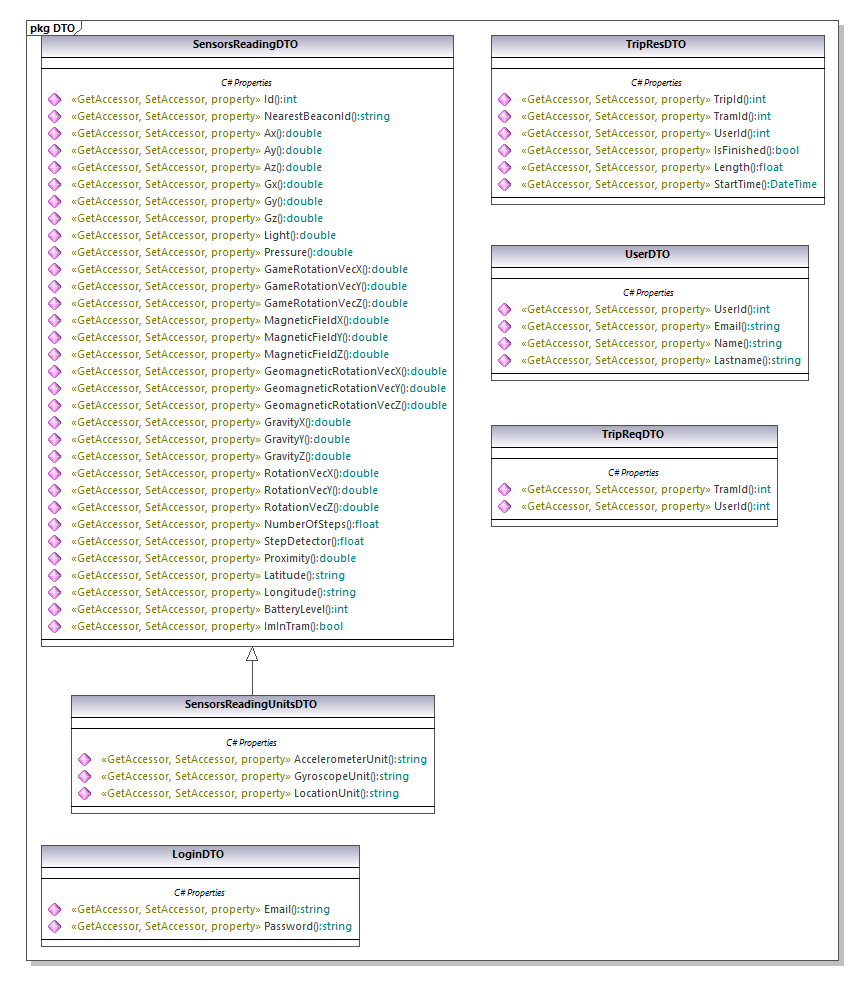 pkg DTO
SensorsReadingDTO
C# Properties
«GetAccessor, SetAccessor, property» Id():int
«GetAccessor, SetAccessor, property» NearestBeaconId():string
«GetAccessor, SetAccessor, property» Ax():double
«GetAccessor, SetAccessor, property» Ay():double
«GetAccessor, SetAccessor, property» Az():double
«GetAccessor, SetAccessor, property» Gx():double
«GetAccessor, SetAccessor, property» Gy():double
«GetAccessor, SetAccessor, property» Gz():double
«GetAccessor, SetAccessor, property» Light():double
«GetAccessor, SetAccessor, property» Pressure():double
«GetAccessor, SetAccessor, property» GameRotationVecX():double
«GetAccessor, SetAccessor, property» GameRotationVecY():double
«GetAccessor, SetAccessor, property» GameRotationVecZ():double
«GetAccessor, SetAccessor, property» MagneticFieldX():double
«GetAccessor, SetAccessor, property» MagneticFieldY():double
«GetAccessor, SetAccessor, property» MagneticFieldZ():double
«GetAccessor, SetAccessor, property» GeomagneticRotationVecX():double
«GetAccessor, SetAccessor, property» GeomagneticRotationVecY():double
«GetAccessor, SetAccessor, property» GeomagneticRotationVecZ():double
«GetAccessor, SetAccessor, property» GravityX():double
«GetAccessor, SetAccessor, property» GravityY():double
«GetAccessor, SetAccessor, property» GravityZ():double
«GetAccessor, SetAccessor, property» RotationVecX():double
«GetAccessor, SetAccessor, property» RotationVecY():double
«GetAccessor, SetAccessor, property» RotationVecZ():double
«GetAccessor, SetAccessor, property» NumberOfSteps():float
«GetAccessor, SetAccessor, property» StepDetector():float
«GetAccessor, SetAccessor, property» Proximity():double
«GetAccessor, SetAccessor, property» Latitude():string
«GetAccessor, SetAccessor, property» Longitude():string
«GetAccessor, SetAccessor, property» BatteryLevel():int
«GetAccessor, SetAccessor, property» ImInTram():bool
SensorsReadingUnitsDTO
C# Properties
«GetAccessor, SetAccessor, property» AccelerometerUnit():string
«GetAccessor, SetAccessor, property» GyroscopeUnit():string
«GetAccessor, SetAccessor, property» LocationUnit():string
LoginDTO
C# Properties
«GetAccessor, SetAccessor, property» Email():string
«GetAccessor, SetAccessor, property» Password():string
TripResDTO
C# Properties
«GetAccessor, SetAccessor, property» TripId():int
«GetAccessor, SetAccessor, property» TramId():int
«GetAccessor, SetAccessor, property» UserId():int
«GetAccessor, SetAccessor, property» IsFinished():bool
«GetAccessor, SetAccessor, property» Length():float
«GetAccessor, SetAccessor, property» StartTime():DateTime
UserDTO
C# Properties
«GetAccessor, SetAccessor, property» UserId():int
«GetAccessor, SetAccessor, property» Email():string
«GetAccessor, SetAccessor, property» Name():string
«GetAccessor, SetAccessor, property» Lastname():string
TripReqDTO
C# Properties
«GetAccessor, SetAccessor, property» TramId():int
«GetAccessor, SetAccessor, property» UserId():int